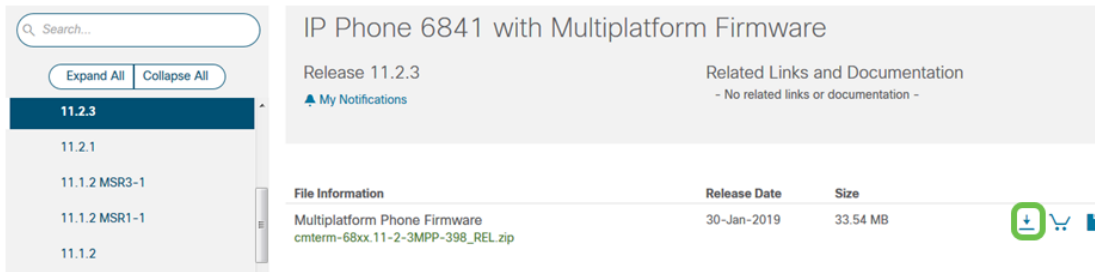 Search...
Expand All
Collapse All
11.2.3
11.2.1
11.1.2 MSR3-1
11.1.2 MSR1-1
11.1.2
IP Phone 6841 with Multiplatform Firmware
Release 11.2.3
My Notifications
Related Links and Documentation
- No related links or documentation -
File Information
Release Date
Size
Multiplatform Phone Firmware
30-Jan-2019
33.54 MB
cmterm-68xx.11-2-3MPP-398_REL.zip